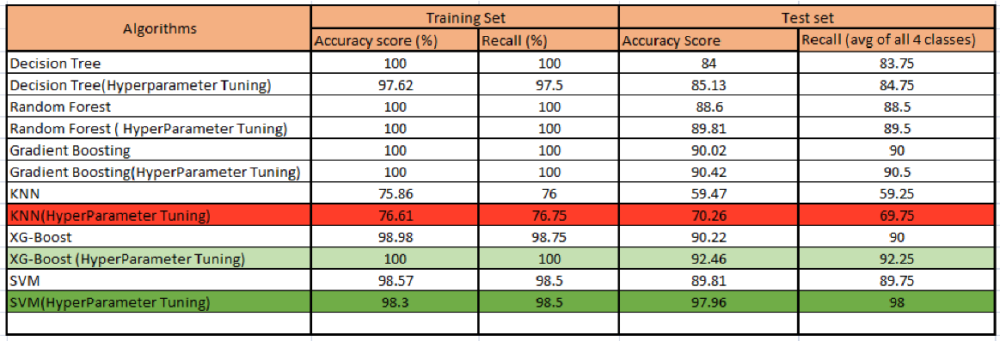 Algorithms Training Set Test set
Accuracy score (%) Recall (%) Accuracy Score Recall (avg of all 4 classes)
Decision Tree 100 100 84 83.75
Decision Tree(Hyperparameter Tuning) 97.62 97.5 85.13 84.75
Random Forest 100 100 88.6 88.5
Random Forest ( HyperParameter Tuning) 100 100 89.81 89.5
Gradient Boosting 100 100 90.02 90
Gradient Boosting(HyperParameter Tuning) 100 100 90.42 90.5
KNN 75.86 76 59.47 59.25
KNN(HyperParameter Tuning) 76.61 76.75 70.26 69.75
XG-Boost 98.98 98.75 90.22 90
XG-Boost (HyperParameter Tuning) 100 100 92.46 92.25
SVM 98.57 98.5 89.81 89.75
SVM(HyperParameter Tuning) 98.3 98.5 97.96 98